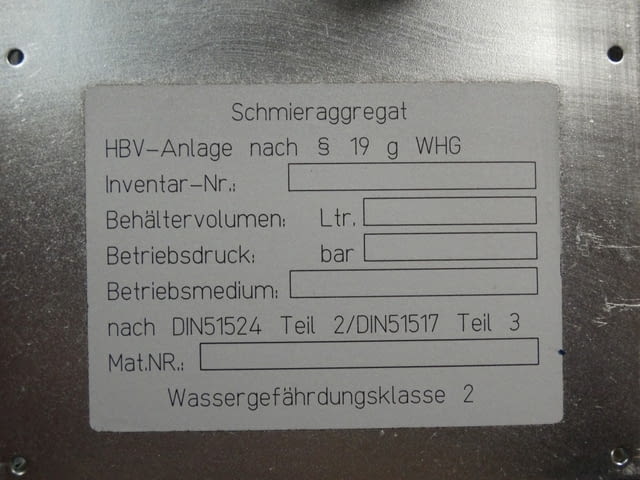 Schmieraggregat
HBV-Anlage nach § 19 g WHG
Inventar-Nr.:
Behältervolumen: Ltr.
Betriebsdruck: bar
Betriebsmedium:
nach DIN51524 Teil 2/DIN51517 Teil 3
Mat.NR.:
Wassergefährdungsklasse 2